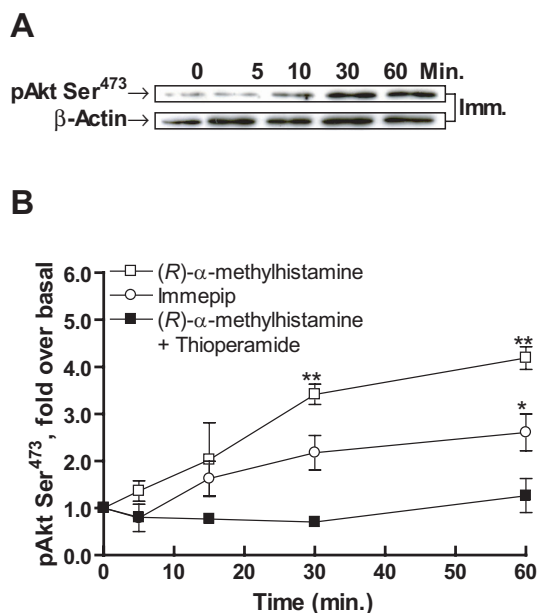 A
0 5 10 30 60 Min.
pAkt Ser473→
β-Actin→
Imm.
B
(R)-α-methylhistamine
Immepip
(R)-α-methylhistamine
+ Thioperamide
pAkt Ser473, fold over basal
6.0
5.0
4.0
3.0
2.0
1.0
0.0
**
**
*
0 10 20 30 40 50 60
Time (min.)